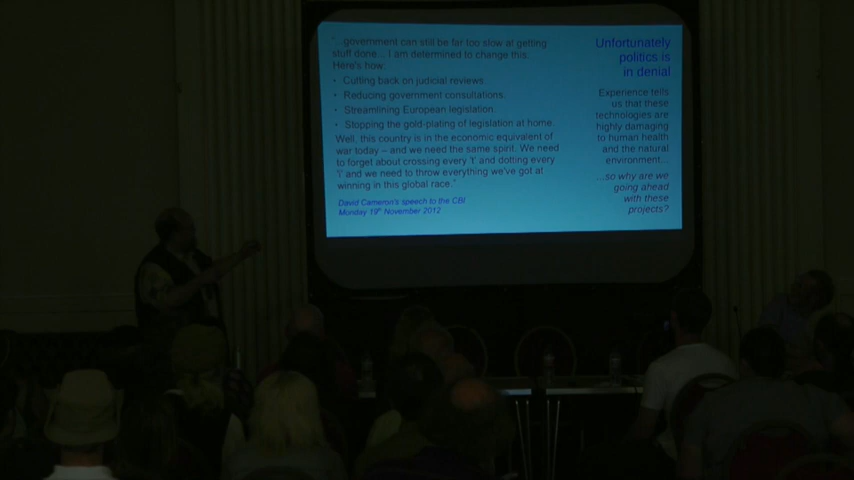 "...government can still be far too slow at getting
stuff done... I am determined to change this.
Here's how:
• Cutting back on judicial reviews.
• Reducing government consultations.
• Streamlining European legislation.
• Stopping the gold-plating of legislation at home.
Well, this country is in the economic equivalent of
war today – and we need the same spirit. We need
to forget about crossing every 't' and dotting every
'i' and we need to throw everything we've got at
winning in this global race."
David Cameron's speech to the CBI
Monday 19th November 2012
Unfortunately
politics is
in denial
Experience tells
us that these
technologies are
highly damaging
to human health
and the natural
environment...
...so why are we
going ahead
with these
projects?